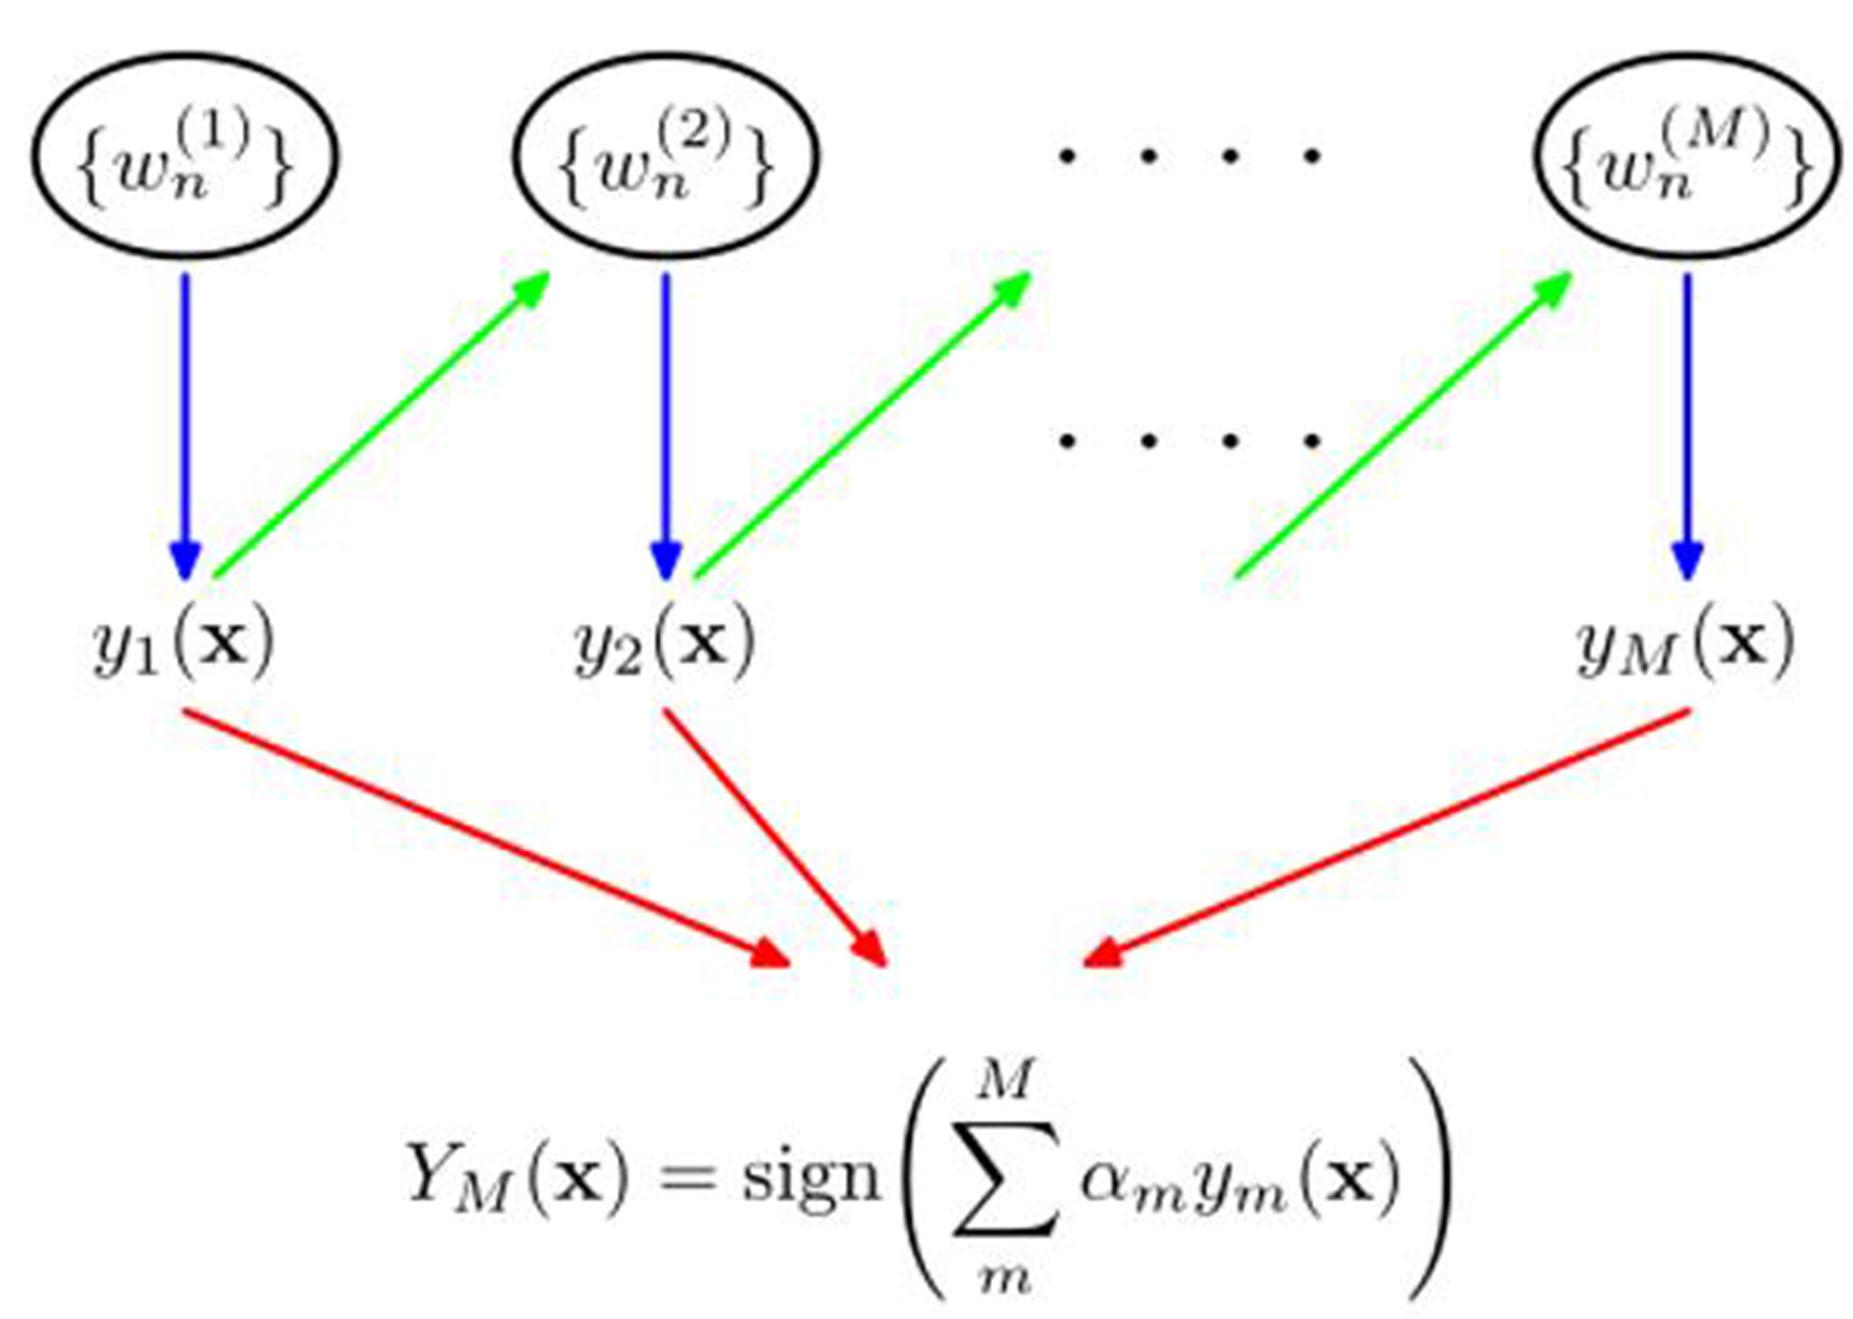 {w_n^{(1)}} {w_n^{(2)}} . . . . {w_n^{(M)}}
. . . .
y_1(𝐱) y_2(𝐱) y_M(𝐱)
Y_M(𝐱) = sign(∑_m^M α_m y_m(𝐱))